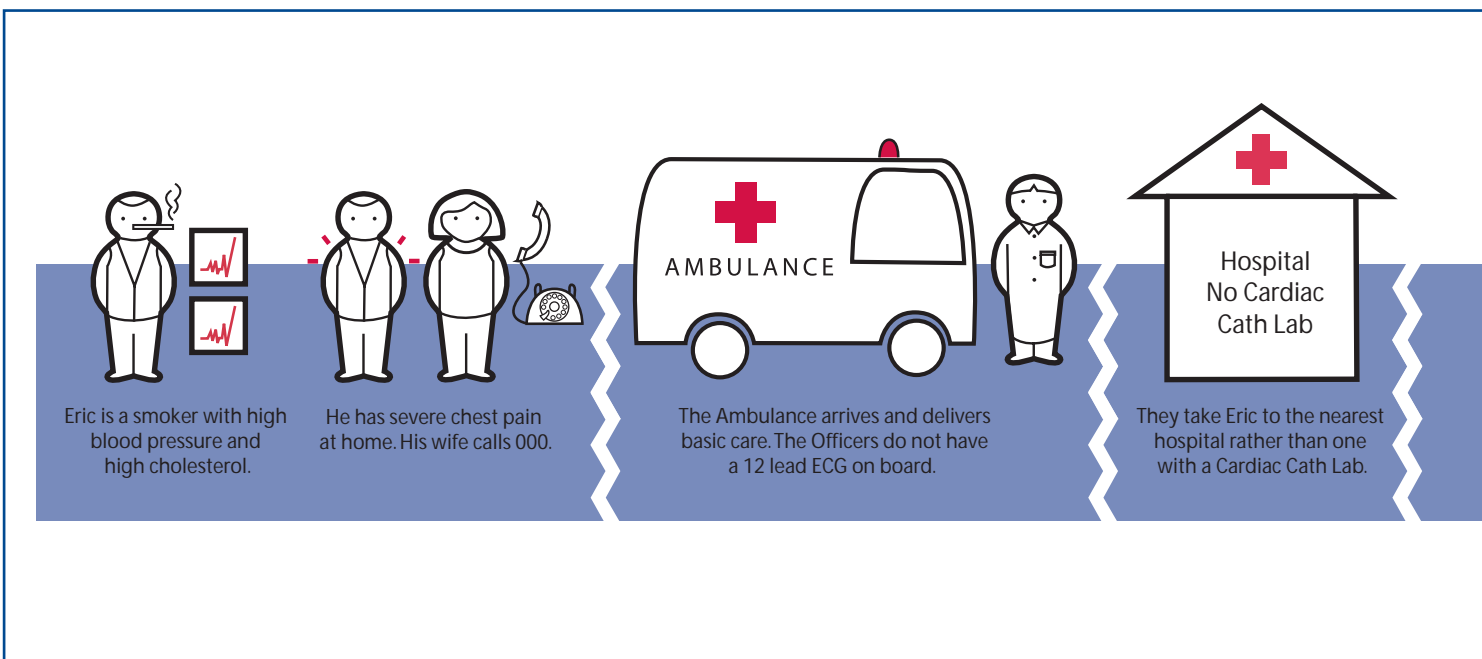 AMBULANCE
Hospital
No Cardiac
Cath Lab
Eric is a smoker with high
blood pressure and
high cholesterol.
He has severe chest pain
at home. His wife calls 000.
The Ambulance arrives and delivers
basic care. The Officers do not have
a 12 lead ECG on board.
They take Eric to the nearest
hospital rather than one
with a Cardiac Cath Lab.